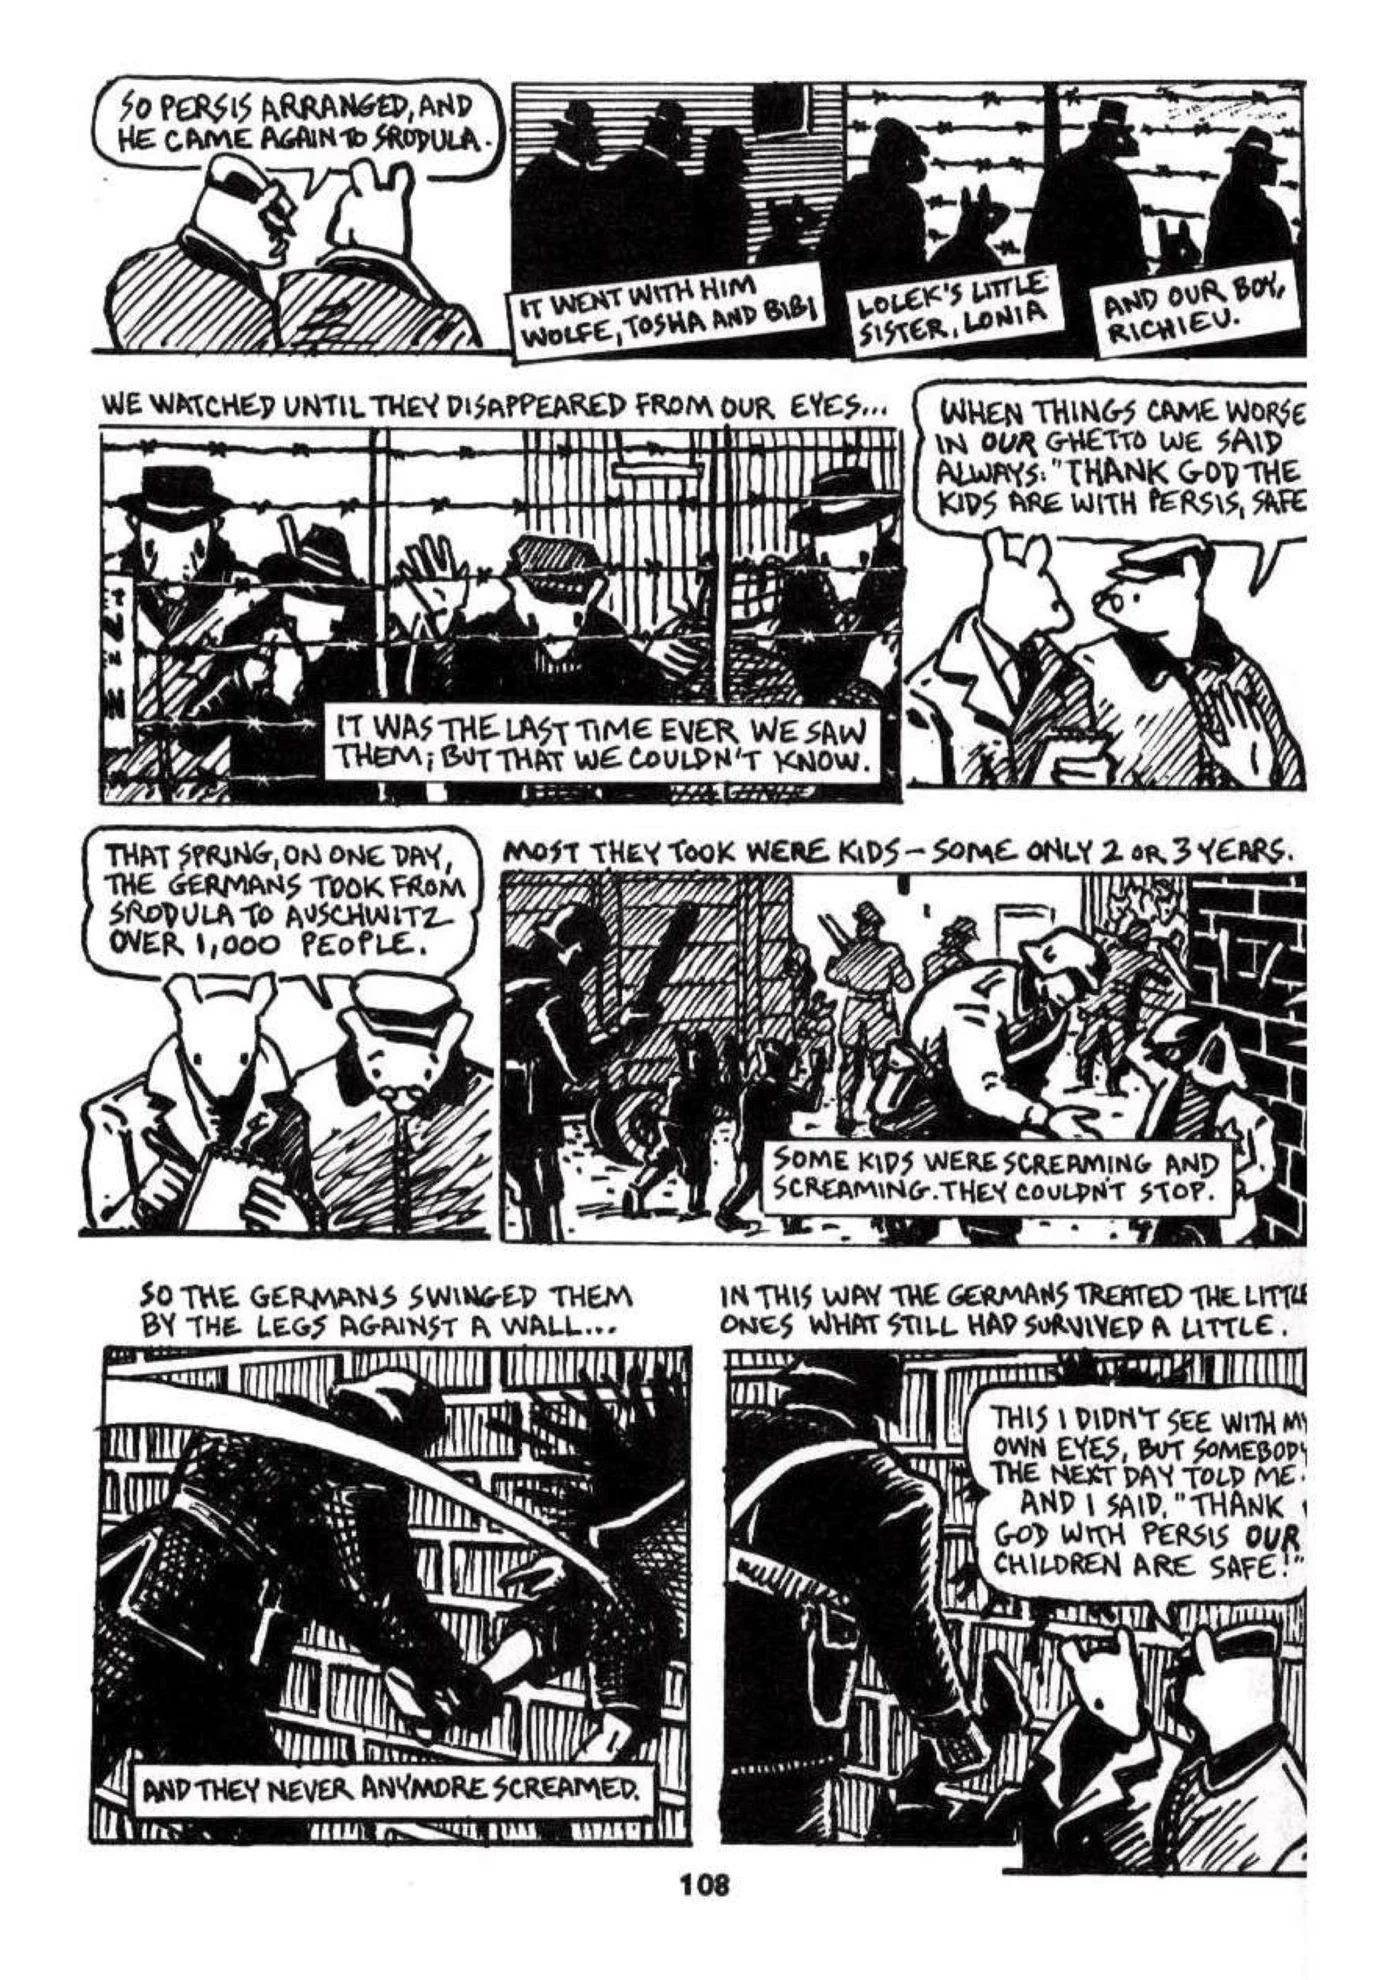 SO PERSIS ARRANGED, AND
HE CAME AGAIN TO SRODULA.
IT WENT WITH HIM
WOLFE, TOSHA AND BIBI
LOLEK'S LITTLE
SISTER, LONIA
AND OUR BOY,
RICHIEU.
WE WATCHED UNTIL THEY DISAPPEARED FROM OUR EYES...
IT WAS THE LAST TIME EVER WE SAW
THEM; BUT THAT WE COULDN'T KNOW.
WHEN THINGS CAME WORSE
IN OUR GHETTO WE SAID
ALWAYS: "THANK GOD THE
KIDS ARE WITH PERSIS, SAFE
THAT SPRING, ON ONE DAY,
THE GERMANS TOOK FROM
SRODULA TO AUSCHWITZ
OVER 1,000 PEOPLE.
MOST THEY TOOK WERE KIDS – SOME ONLY 2 OR 3 YEARS.
SOME KIDS WERE SCREAMING AND
SCREAMING. THEY COULDN'T STOP.
SO THE GERMANS SWINGED THEM
BY THE LEGS AGAINST A WALL...
AND THEY NEVER ANYMORE SCREAMED.
IN THIS WAY THE GERMANS TREATED THE LITTLE
ONES WHAT STILL HAD SURVIVED A LITTLE.
THIS I DIDN'T SEE WITH MY
OWN EYES, BUT SOMEBODY
THE NEXT DAY TOLD ME.
AND I SAID, "THANK
GOD WITH PERSIS OUR
CHILDREN ARE SAFE!"
108